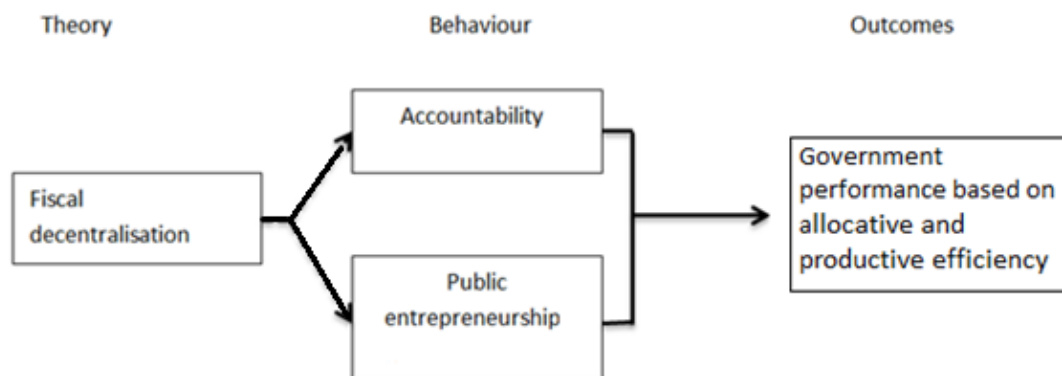 Theory
Behaviour
Outcomes
Accountability
Fiscal
decentralisation
Public
entrepreneurship
Government
performance based on
allocative and
productive efficiency